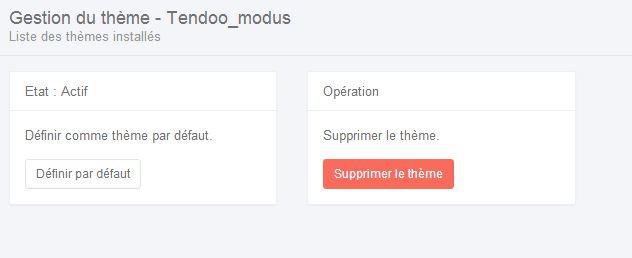 Gestion du thème - Tendoo_modus
Liste des thèmes installés
Etat : Actif
Définir comme thème par défaut.
Définir par défaut
Opération
Supprimer le thème.
Supprimer le thème